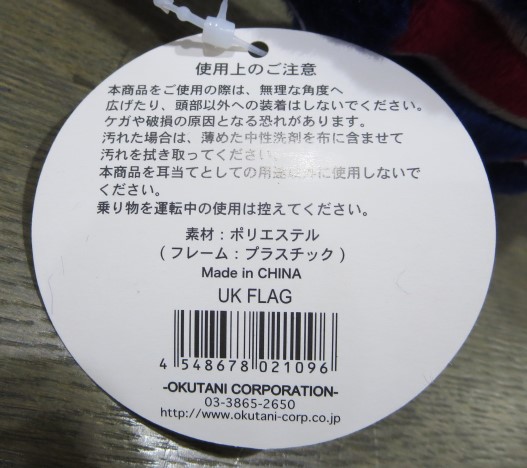 使用上のご注意
本商品をご使用の際は、無理な角度へ
広げたり、頭部以外への装着はしないでください。
ケガや破損の原因となる恐れがあります。
汚れた場合は、薄めた中性洗剤を布に含ませて
汚れを拭き取ってください。
本商品を耳当てとしての用途以外に使用しないで
ください。
乗り物を運転中の使用は控えてください。
素材：ポリエステル
(フレーム：プラスチック)
Made in CHINA
UK FLAG
4 548678 021096
-OKUTANI CORPORATION-
03-3865-2650
http://www.okutani-corp.co.jp